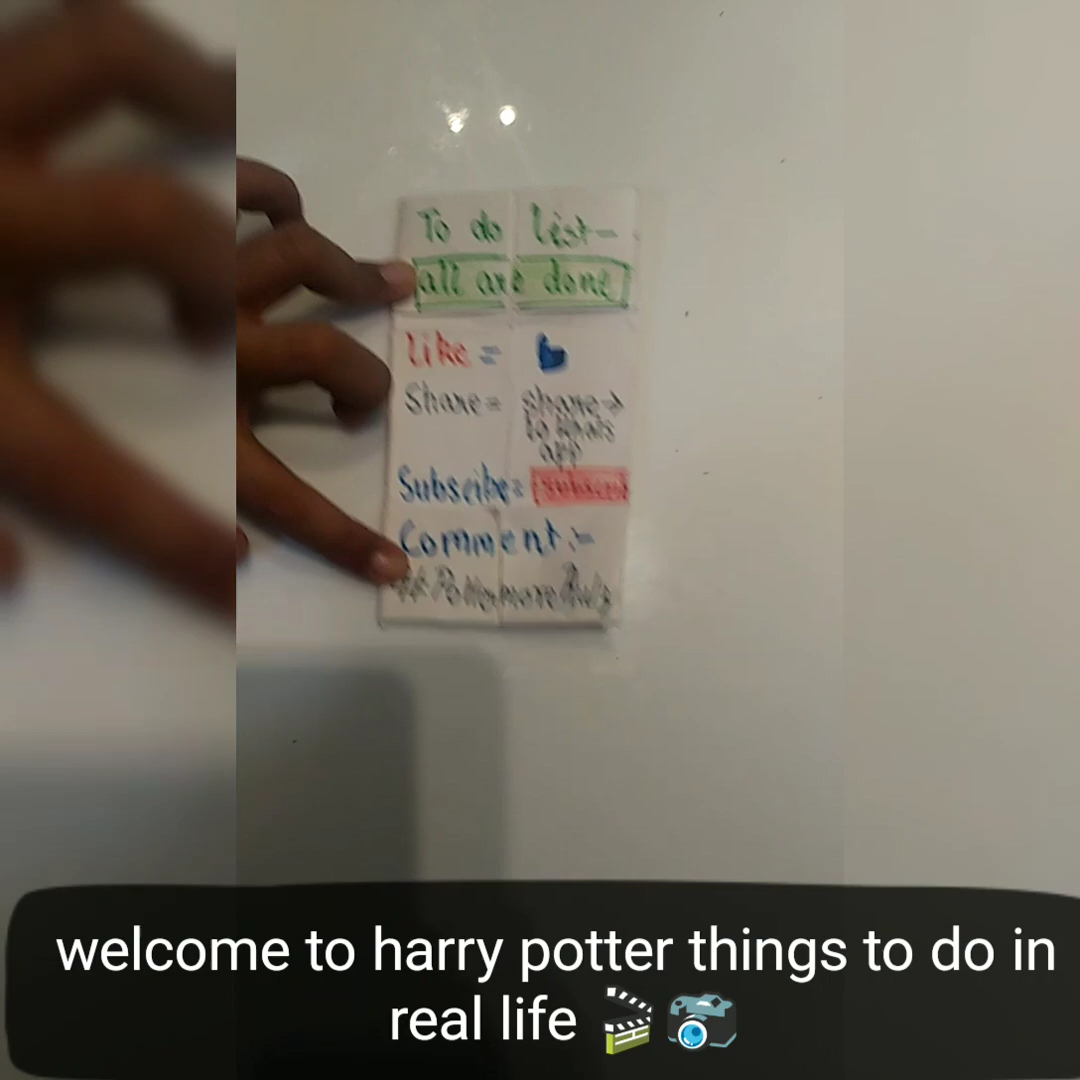 To do list-
all are done
like =
Share = share →
to Whats
app
Subscibe =
Comment :-
welcome to harry potter things to do in
real life